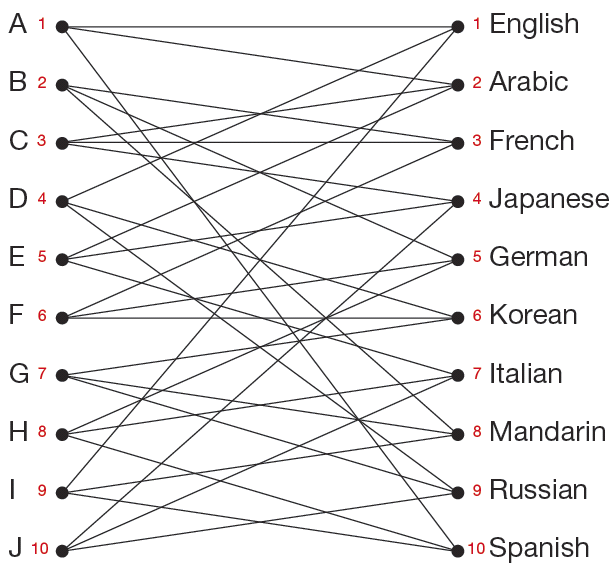 A 1 1 English
B 2 2 Arabic
C 3 3 French
D 4 4 Japanese
E 5 5 German
F 6 6 Korean
G 7 7 Italian
H 8 8 Mandarin
I 9 9 Russian
J 10 10 Spanish